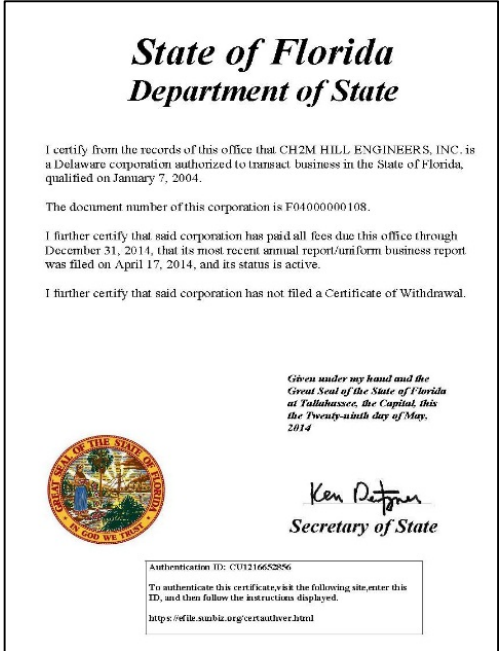 State of Florida
Department of State
I certify from the records of this office that CH2M HILL ENGINEERS, INC. is
a Delaware corporation authorized to transact business in the State of Florida,
qualified on January 7, 2004.
The document number of this corporation is F04000000108.
I further certify that said corporation has paid all fees due this office through
December 31, 2014, that its most recent annual report/uniform business report
was filed on April 17, 2014, and its status is active.
I further certify that said corporation has not filed a Certificate of Withdrawal.
Given under my hand and the
Great Seal of the State of Florida
at Tallahassee, the Capital, this
the Twenty-ninth day of May,
2014
GREAT SEAL OF THE STATE OF FLORIDA
IN GOD WE TRUST
Ken Detzner
Secretary of State
Authentication ID: CU1216652856
To authenticate this certificate,visit the following site,enter this
ID, and then follow the instructions displayed.
https://efile.sunbiz.org/certauthver.html